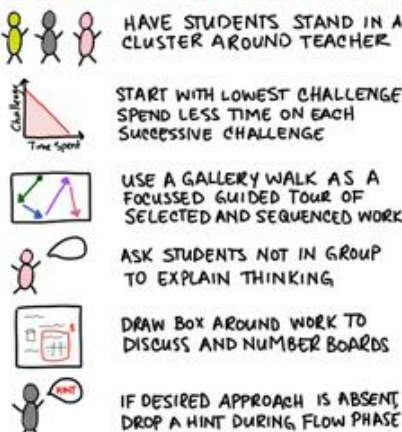 HAVE STUDENTS STAND IN A
CLUSTER AROUND TEACHER
Challenge
Time Spent
START WITH LOWEST CHALLENGE
SPEND LESS TIME ON EACH
SUCCESSIVE CHALLENGE
USE A GALLERY WALK AS A
FOCUSSED GUIDED TOUR OF
SELECTED AND SEQUENCED WORK
ASK STUDENTS NOT IN GROUP
TO EXPLAIN THINKING
DRAW BOX AROUND WORK TO
DISCUSS AND NUMBER BOARDS
HINT
IF DESIRED APPROACH IS ABSENT,
DROP A HINT DURING FLOW PHASE